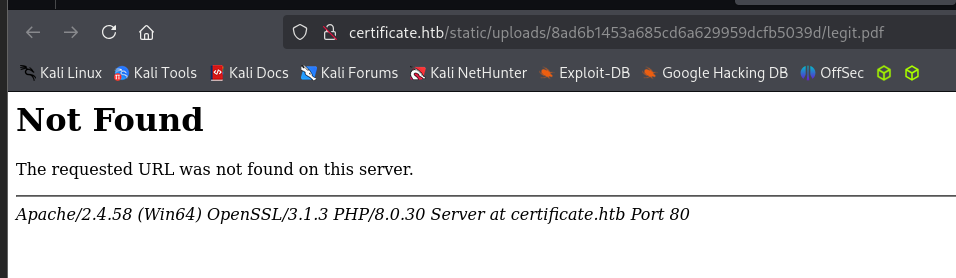 certificate.htb/static/uploads/8ad6b1453a685cd6a629959dcfb5039d/legit.pdf
Kali Linux Kali Tools Kali Docs Kali Forums Kali NetHunter Exploit-DB Google Hacking DB OffSec
Not Found
The requested URL was not found on this server.
Apache/2.4.58 (Win64) OpenSSL/3.1.3 PHP/8.0.30 Server at certificate.htb Port 80